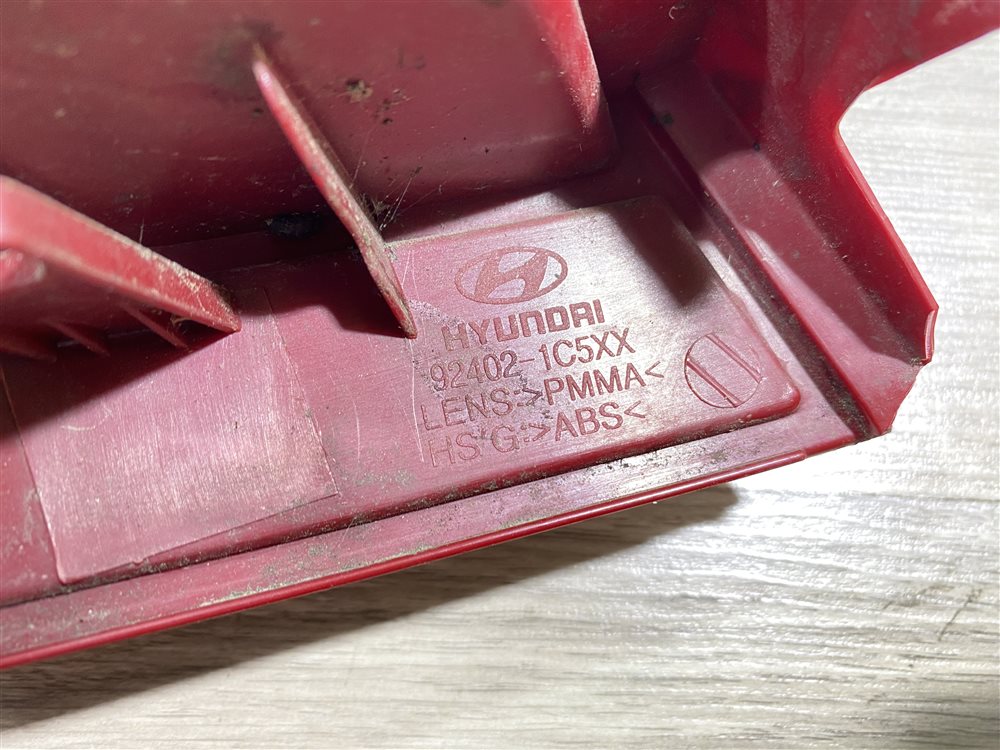 HYUNDAI
92402-1C5XX
LENS:>PMMA<
HS'G:>ABS<